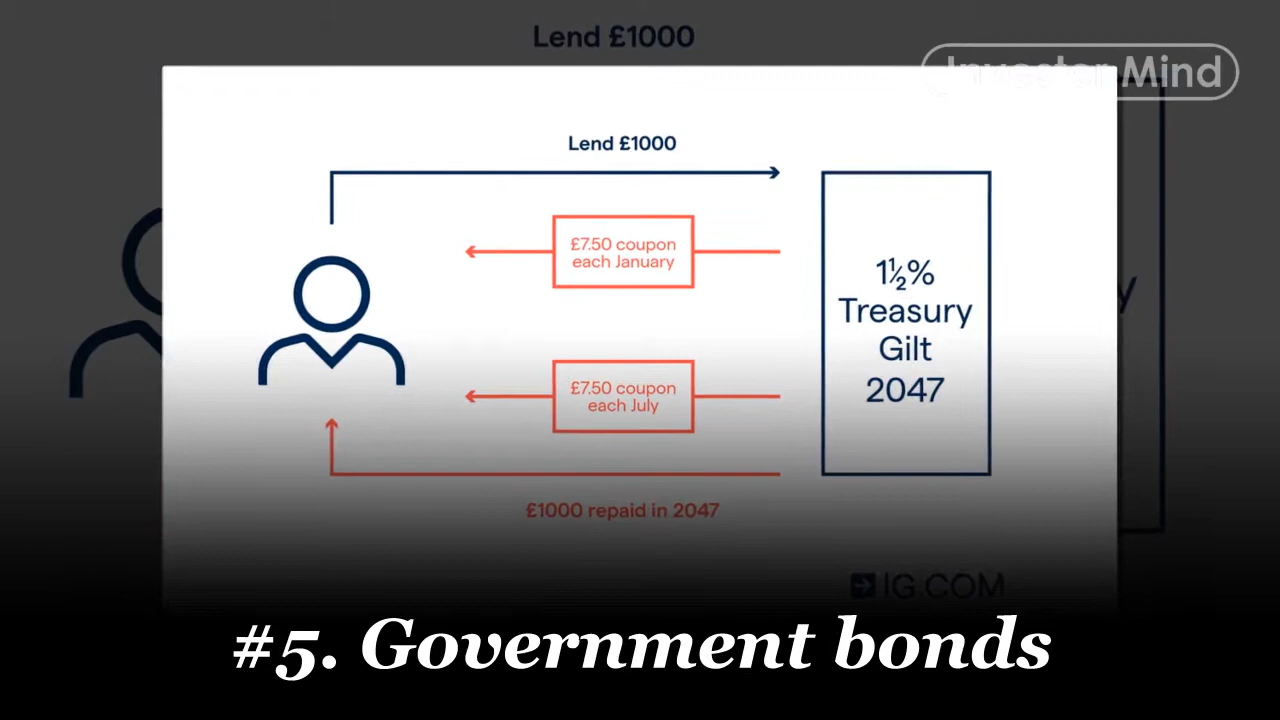 Lend £1000
Investor Mind
Lend £1000
£7.50 coupon
each January
1½%
Treasury
Gilt
2047
£7.50 coupon
each July
£1000 repaid in 2047
IG.COM
#5. Government bonds